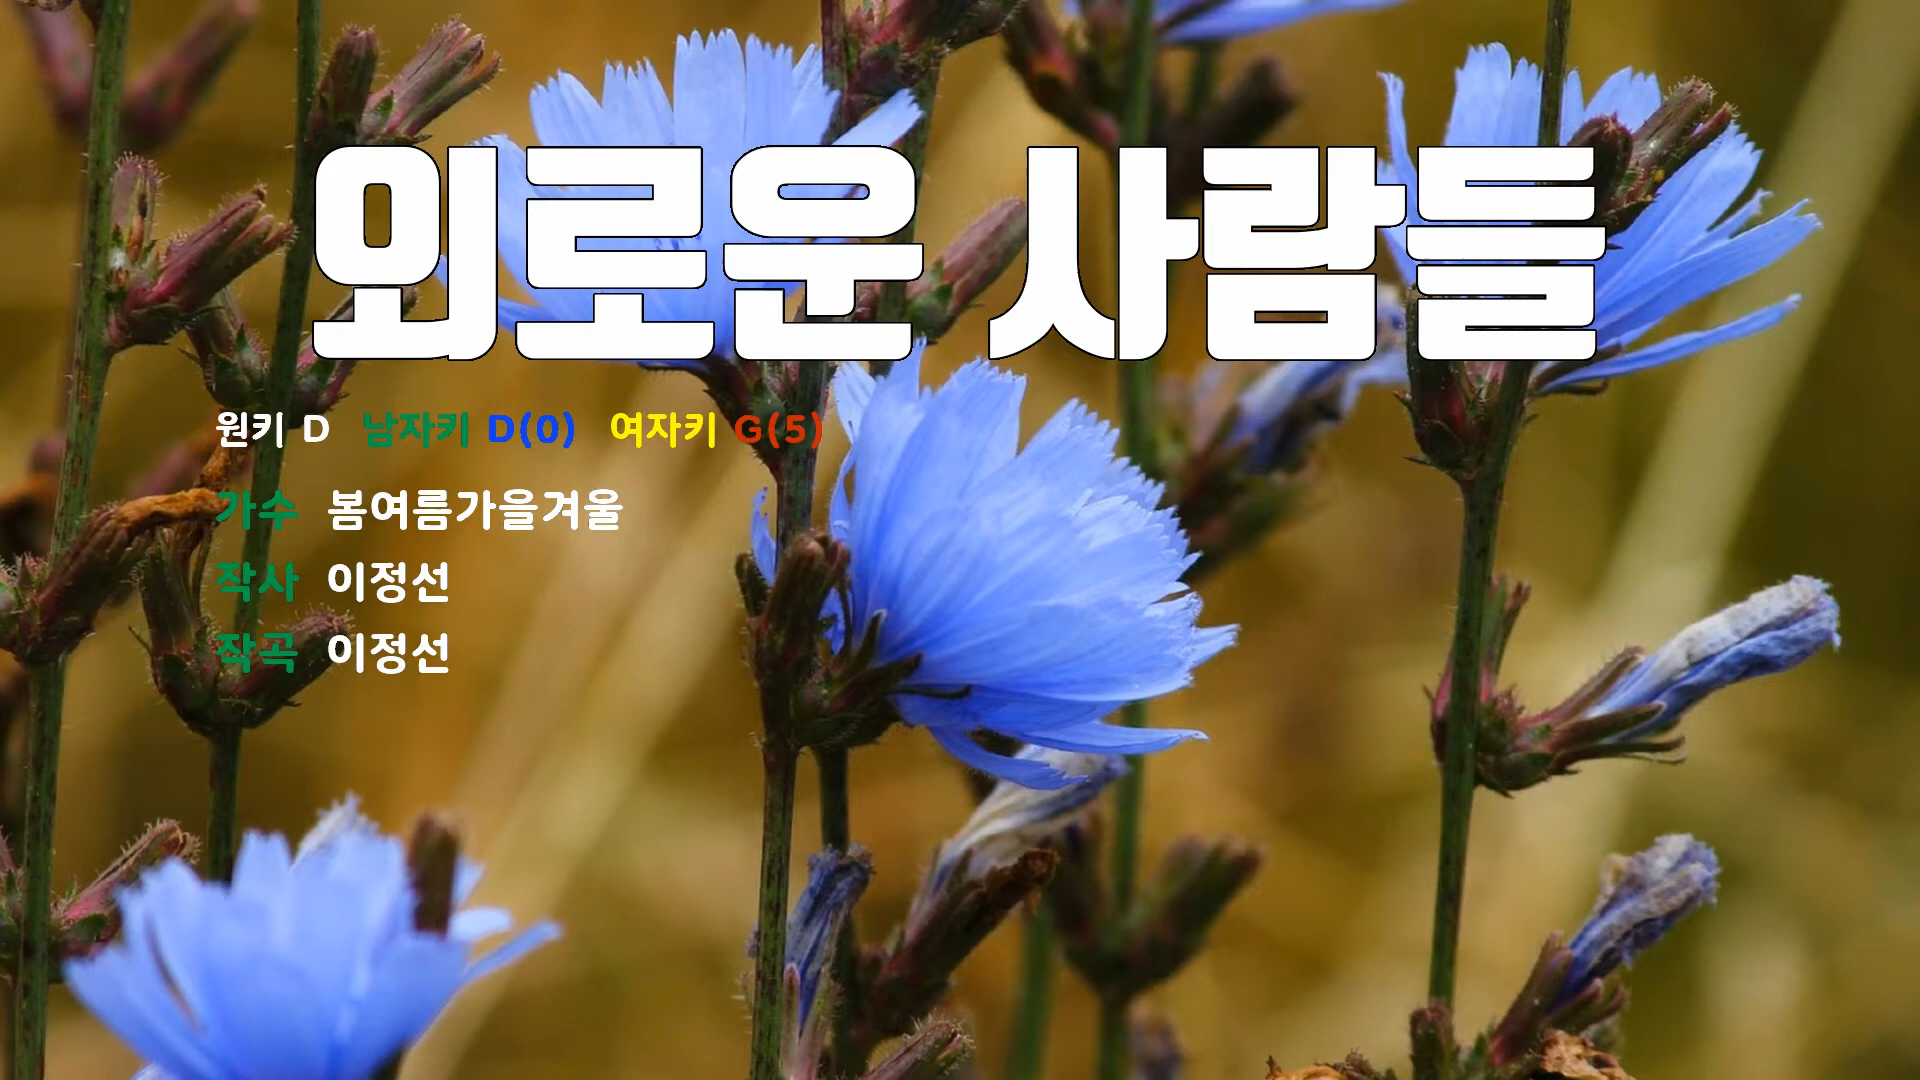 외로운 사람들
원키 D 남자키 D(0) 여자키 G(5)
가수 봄여름가을겨울
작사 이정선
작곡 이정선